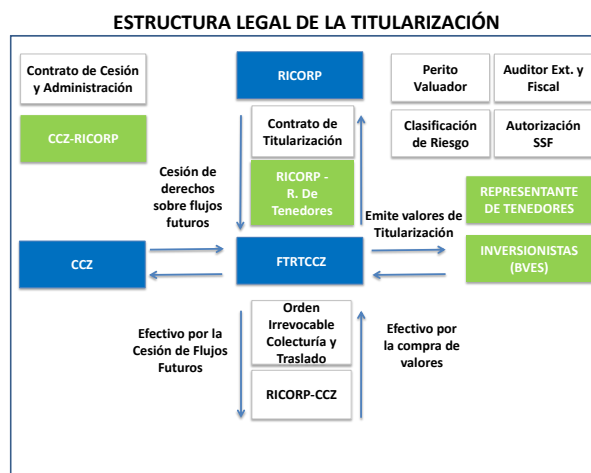 ESTRUCTURA LEGAL DE LA TITULARIZACIÓN
Contrato de Cesión
y Administración
RICORP
Perito
Valuador
Auditor Ext. y
Fiscal
CCZ-RICORP
Contrato de
Titularización
Clasificación
de Riesgo
Autorización
SSF
Cesión de
derechos
sobre flujos
futuros
RICORP -
R. De
Tenedores
Emite valores de
Titularización
REPRESENTANTE
DE TENEDORES
CCZ
FTRTCCZ
INVERSIONISTAS
(BVES)
Efectivo por la
Cesión de Flujos
Futuros
Orden
Irrevocable
Colecturía y
Traslado
Efectivo por
la compra de
valores
RICORP-CCZ